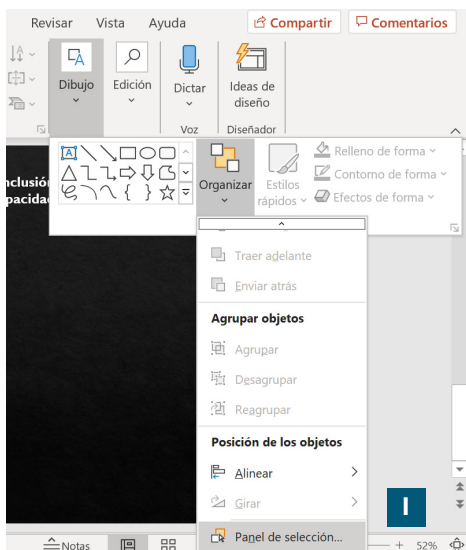 Revisar Vista Ayuda Compartir Comentarios
Dibujo Edición Dictar Ideas de diseño
Voz Diseñador
nclusió
pacida
Organizar Estilos rápidos
Relleno de forma
Contorno de forma
Efectos de forma
Traer adelante
Enviar atrás
Agrupar objetos
Agrupar
Desagrupar
Reagrupar
Posición de los objetos
Alinear
Girar
I
Panel de selección...
Notas 52%